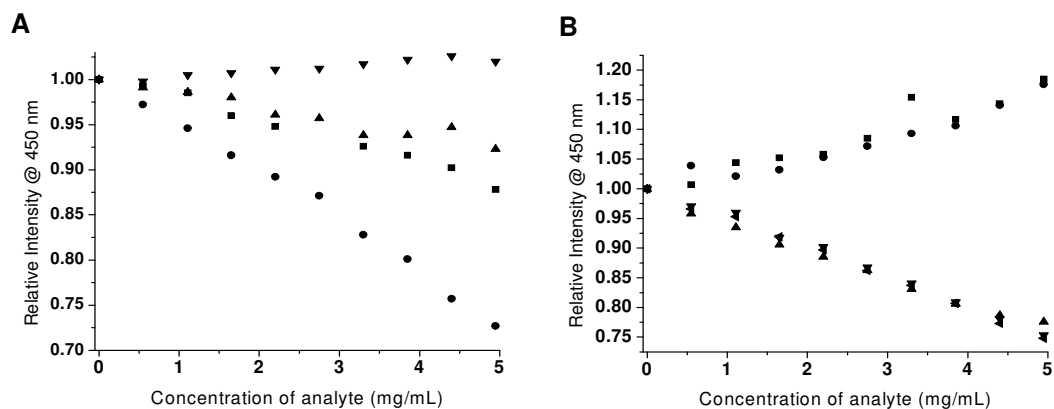 A
Relative Intensity @ 450 nm
1.00
0.95
0.90
0.85
0.80
0.75
0.70
0 1 2 3 4 5
Concentration of analyte (mg/mL)
B
Relative Intensity @ 450 nm
1.20
1.15
1.10
1.05
1.00
0.95
0.90
0.85
0.80
0.75
0 1 2 3 4 5
Concentration of analyte (mg/mL)